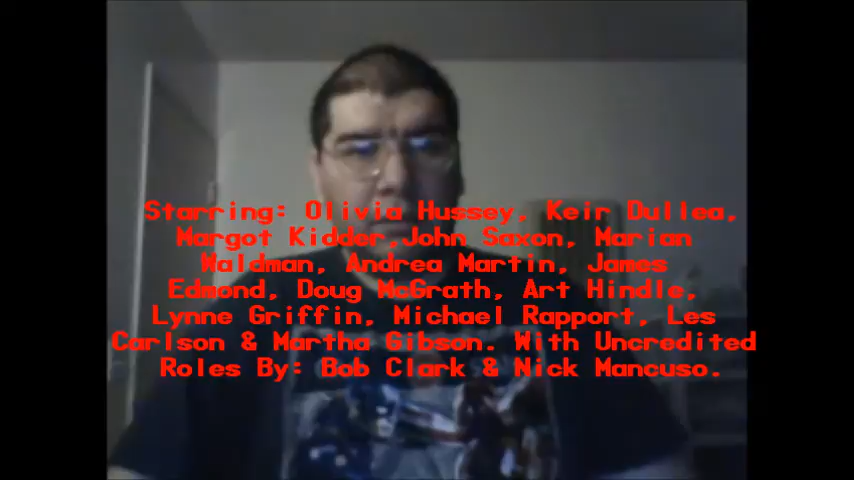 Starring: Olivia Hussey, Keir Dullea,
Margot Kidder,John Saxon, Marian
Waldman, Andrea Martin, James
Edmond, Doug McGrath, Art Hindle,
Lynne Griffin, Michael Rapport, Les
Carlson & Martha Gibson. With Uncredited
Roles By: Bob Clark & Nick Mancuso.